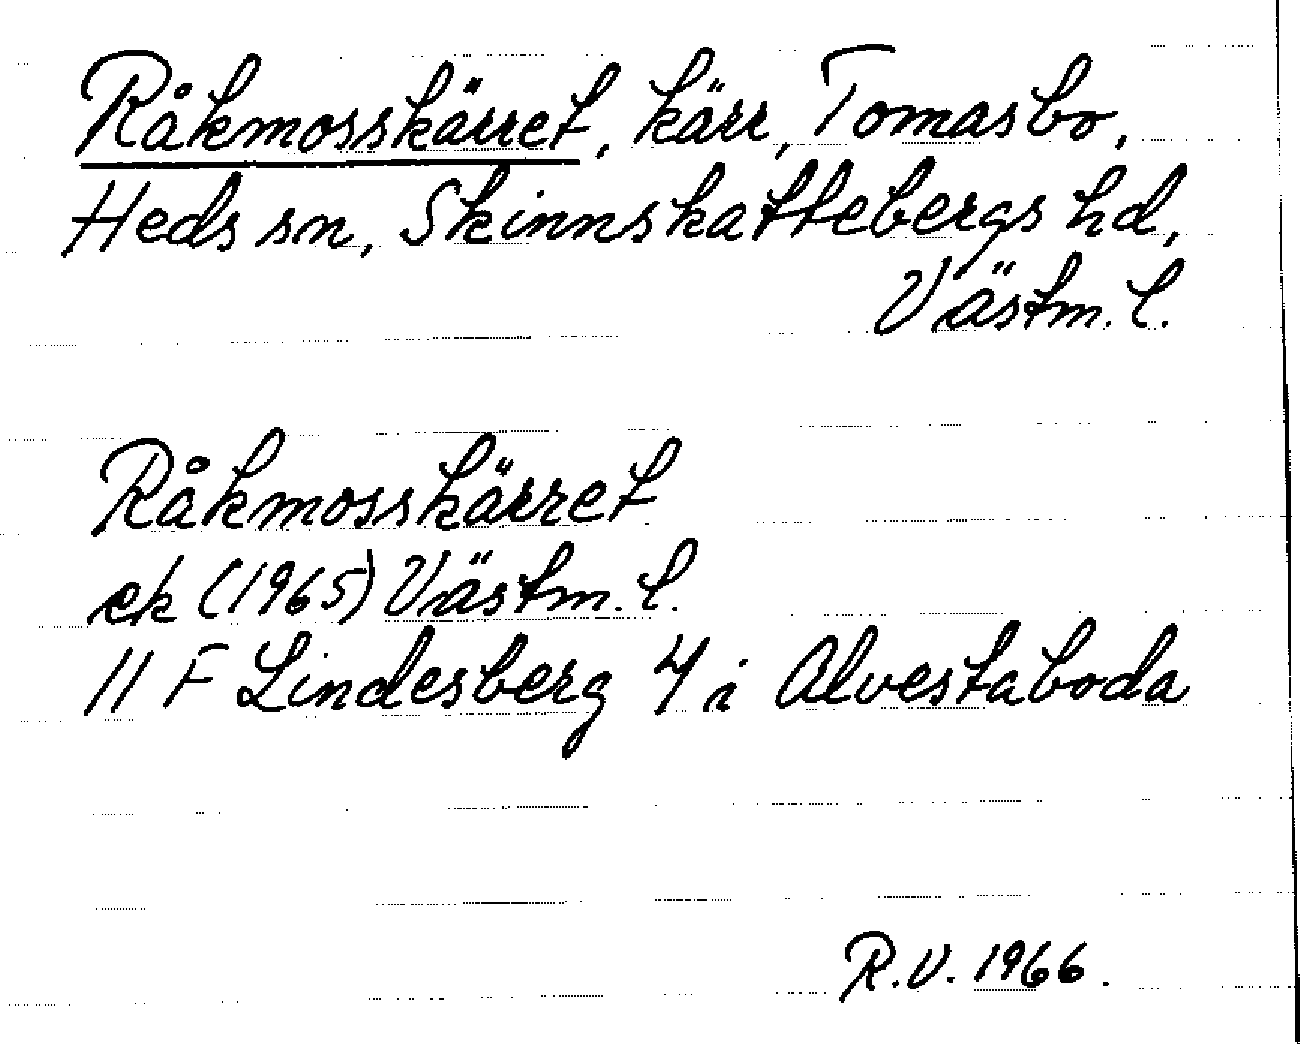 Råkmosskärret, kärr, Tomasbo,
Heds sn, Skinnskattebergs hd,
Västm. l.
Råkmosskärret
ek (1965) Västm. l.
11 F Lindesberg 4 i Alvestaboda
R.V. 1966.